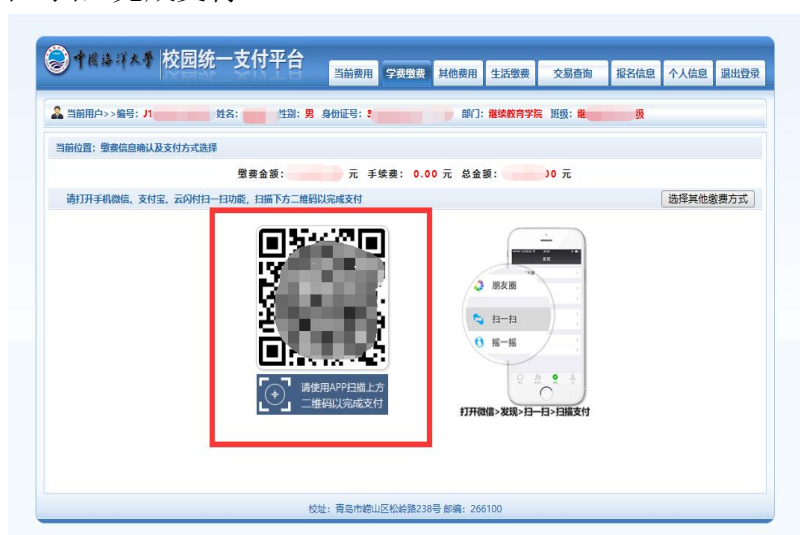 中国海洋大学 校园统一支付平台
当前费用 学费缴费 其他费用 生活缴费 交易查询 报名信息 个人信息 退出登录
当前用户>>编号: J1 姓名: 性别: 男 身份证号: 部门: 继续教育学院 班级: 继 级
当前位置: 缴费信息确认及支付方式选择
缴费金额: 元 手续费: 0.00 元 总金额: 00 元
请打开手机微信、支付宝、云闪付扫一扫功能，扫描下方二维码以完成支付
选择其他缴费方式
朋友圈
扫一扫
摇一摇
请使用APP扫描上方
二维码以完成支付
打开微信>发现>扫一扫>扫描支付
校址: 青岛市崂山区松岭路238号 邮编: 266100